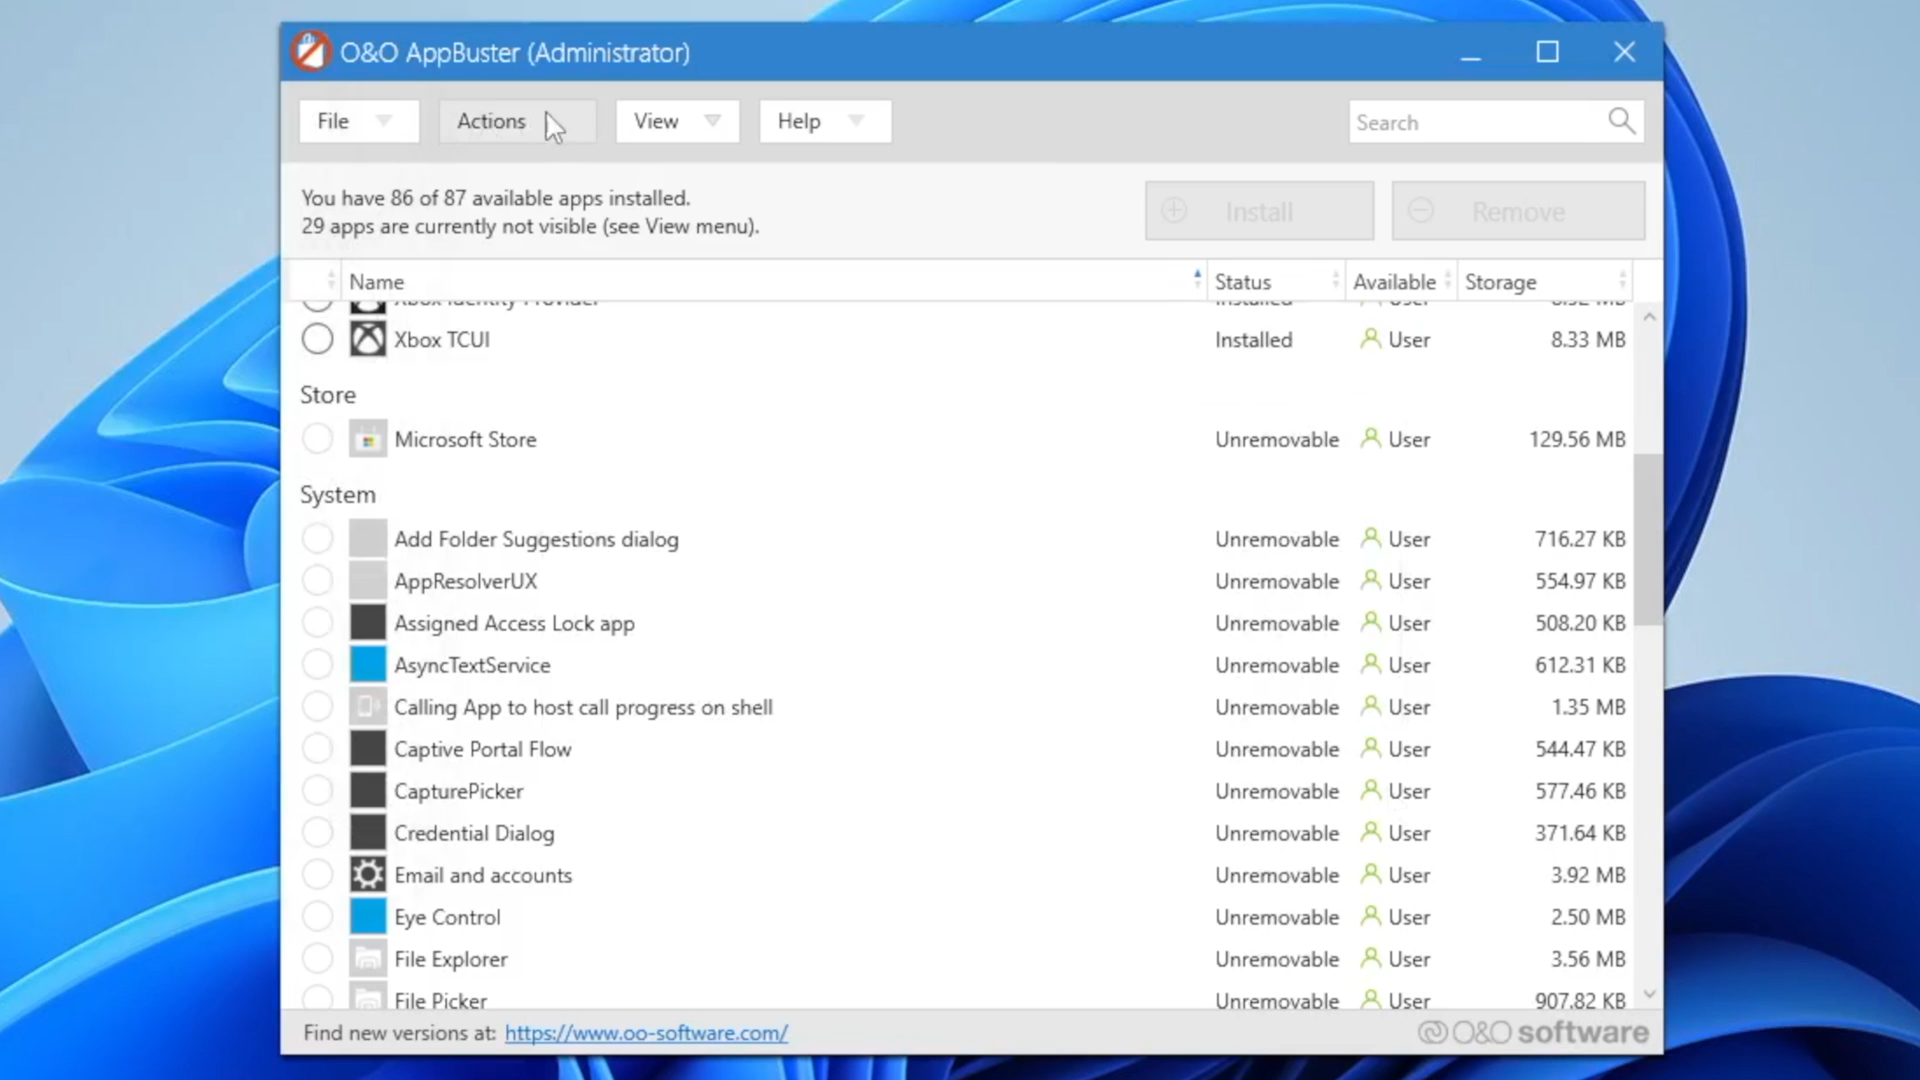 O&O AppBuster (Administrator)
File
Actions
View
Help
Search
You have 86 of 87 available apps installed.
29 apps are currently not visible (see View menu).
Install
Remove
Name
Status
Available
Storage
Xbox Identity Provider Installed User 8.32 MB
Xbox TCUI Installed User 8.33 MB
Store
Microsoft Store Unremovable User 129.56 MB
System
Add Folder Suggestions dialog Unremovable User 716.27 KB
AppResolverUX Unremovable User 554.97 KB
Assigned Access Lock app Unremovable User 508.20 KB
AsyncTextService Unremovable User 612.31 KB
Calling App to host call progress on shell Unremovable User 1.35 MB
Captive Portal Flow Unremovable User 544.47 KB
CapturePicker Unremovable User 577.46 KB
Credential Dialog Unremovable User 371.64 KB
Email and accounts Unremovable User 3.92 MB
Eye Control Unremovable User 2.50 MB
File Explorer Unremovable User 3.56 MB
File Picker Unremovable User 907.82 KB
Find new versions at: https://www.oo-software.com/
O&O software